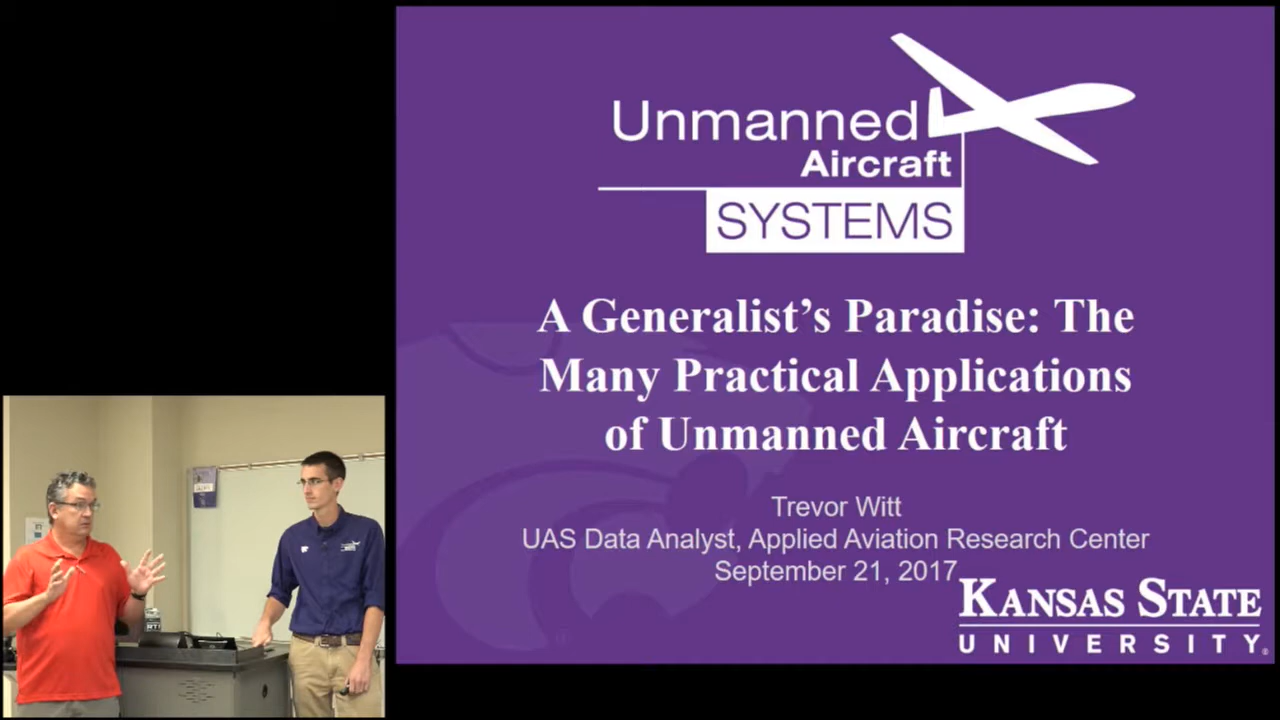 Unmanned
Aircraft
SYSTEMS
A Generalist's Paradise: The
Many Practical Applications
of Unmanned Aircraft
Trevor Witt
UAS Data Analyst, Applied Aviation Research Center
September 21, 2017
KANSAS STATE
UNIVERSITY®